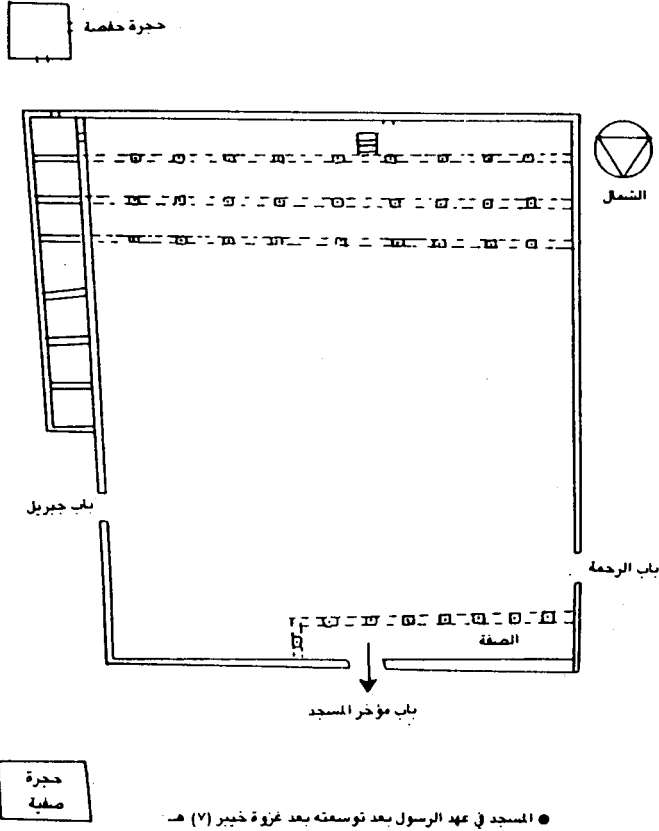 حجرة حفصة
الشمال
باب جبريل
باب الرحمة
الصفة
باب مؤخر المسجد
حجرة
صفية
● المسجد في عهد الرسول بعد توسعته بعد غزوة خيبر (٧) هـ